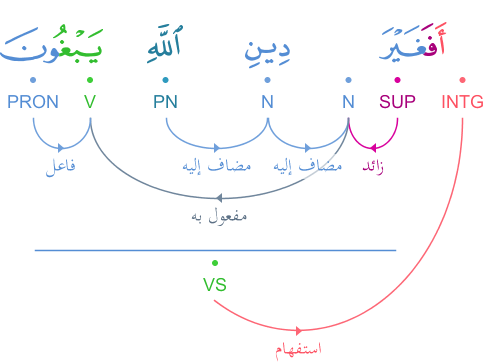 أَفَغَيْرَ دِينِ ٱللَّهِ يَبْغُونَ
INTG SUP N N PN V PRON
زائد مضاف إليه مضاف إليه فاعل
مفعول به
VS
استفهام